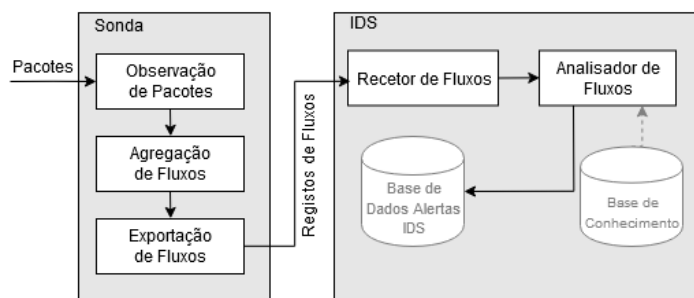 Sonda
IDS
Pacotes
Observação
de Pacotes
Agregação
de Fluxos
Exportação
de Fluxos
Registos de Fluxos
Recetor de Fluxos
Analisador de
Fluxos
Base de
Dados Alertas
IDS
Base de
Conhecimento